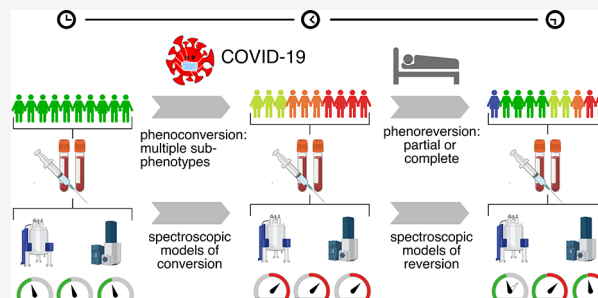 COVID-19
phenoconversion:
multiple sub-
phenotypes
phenoreversion:
partial or
complete
spectroscopic
models of
conversion
spectroscopic
models of
reversion